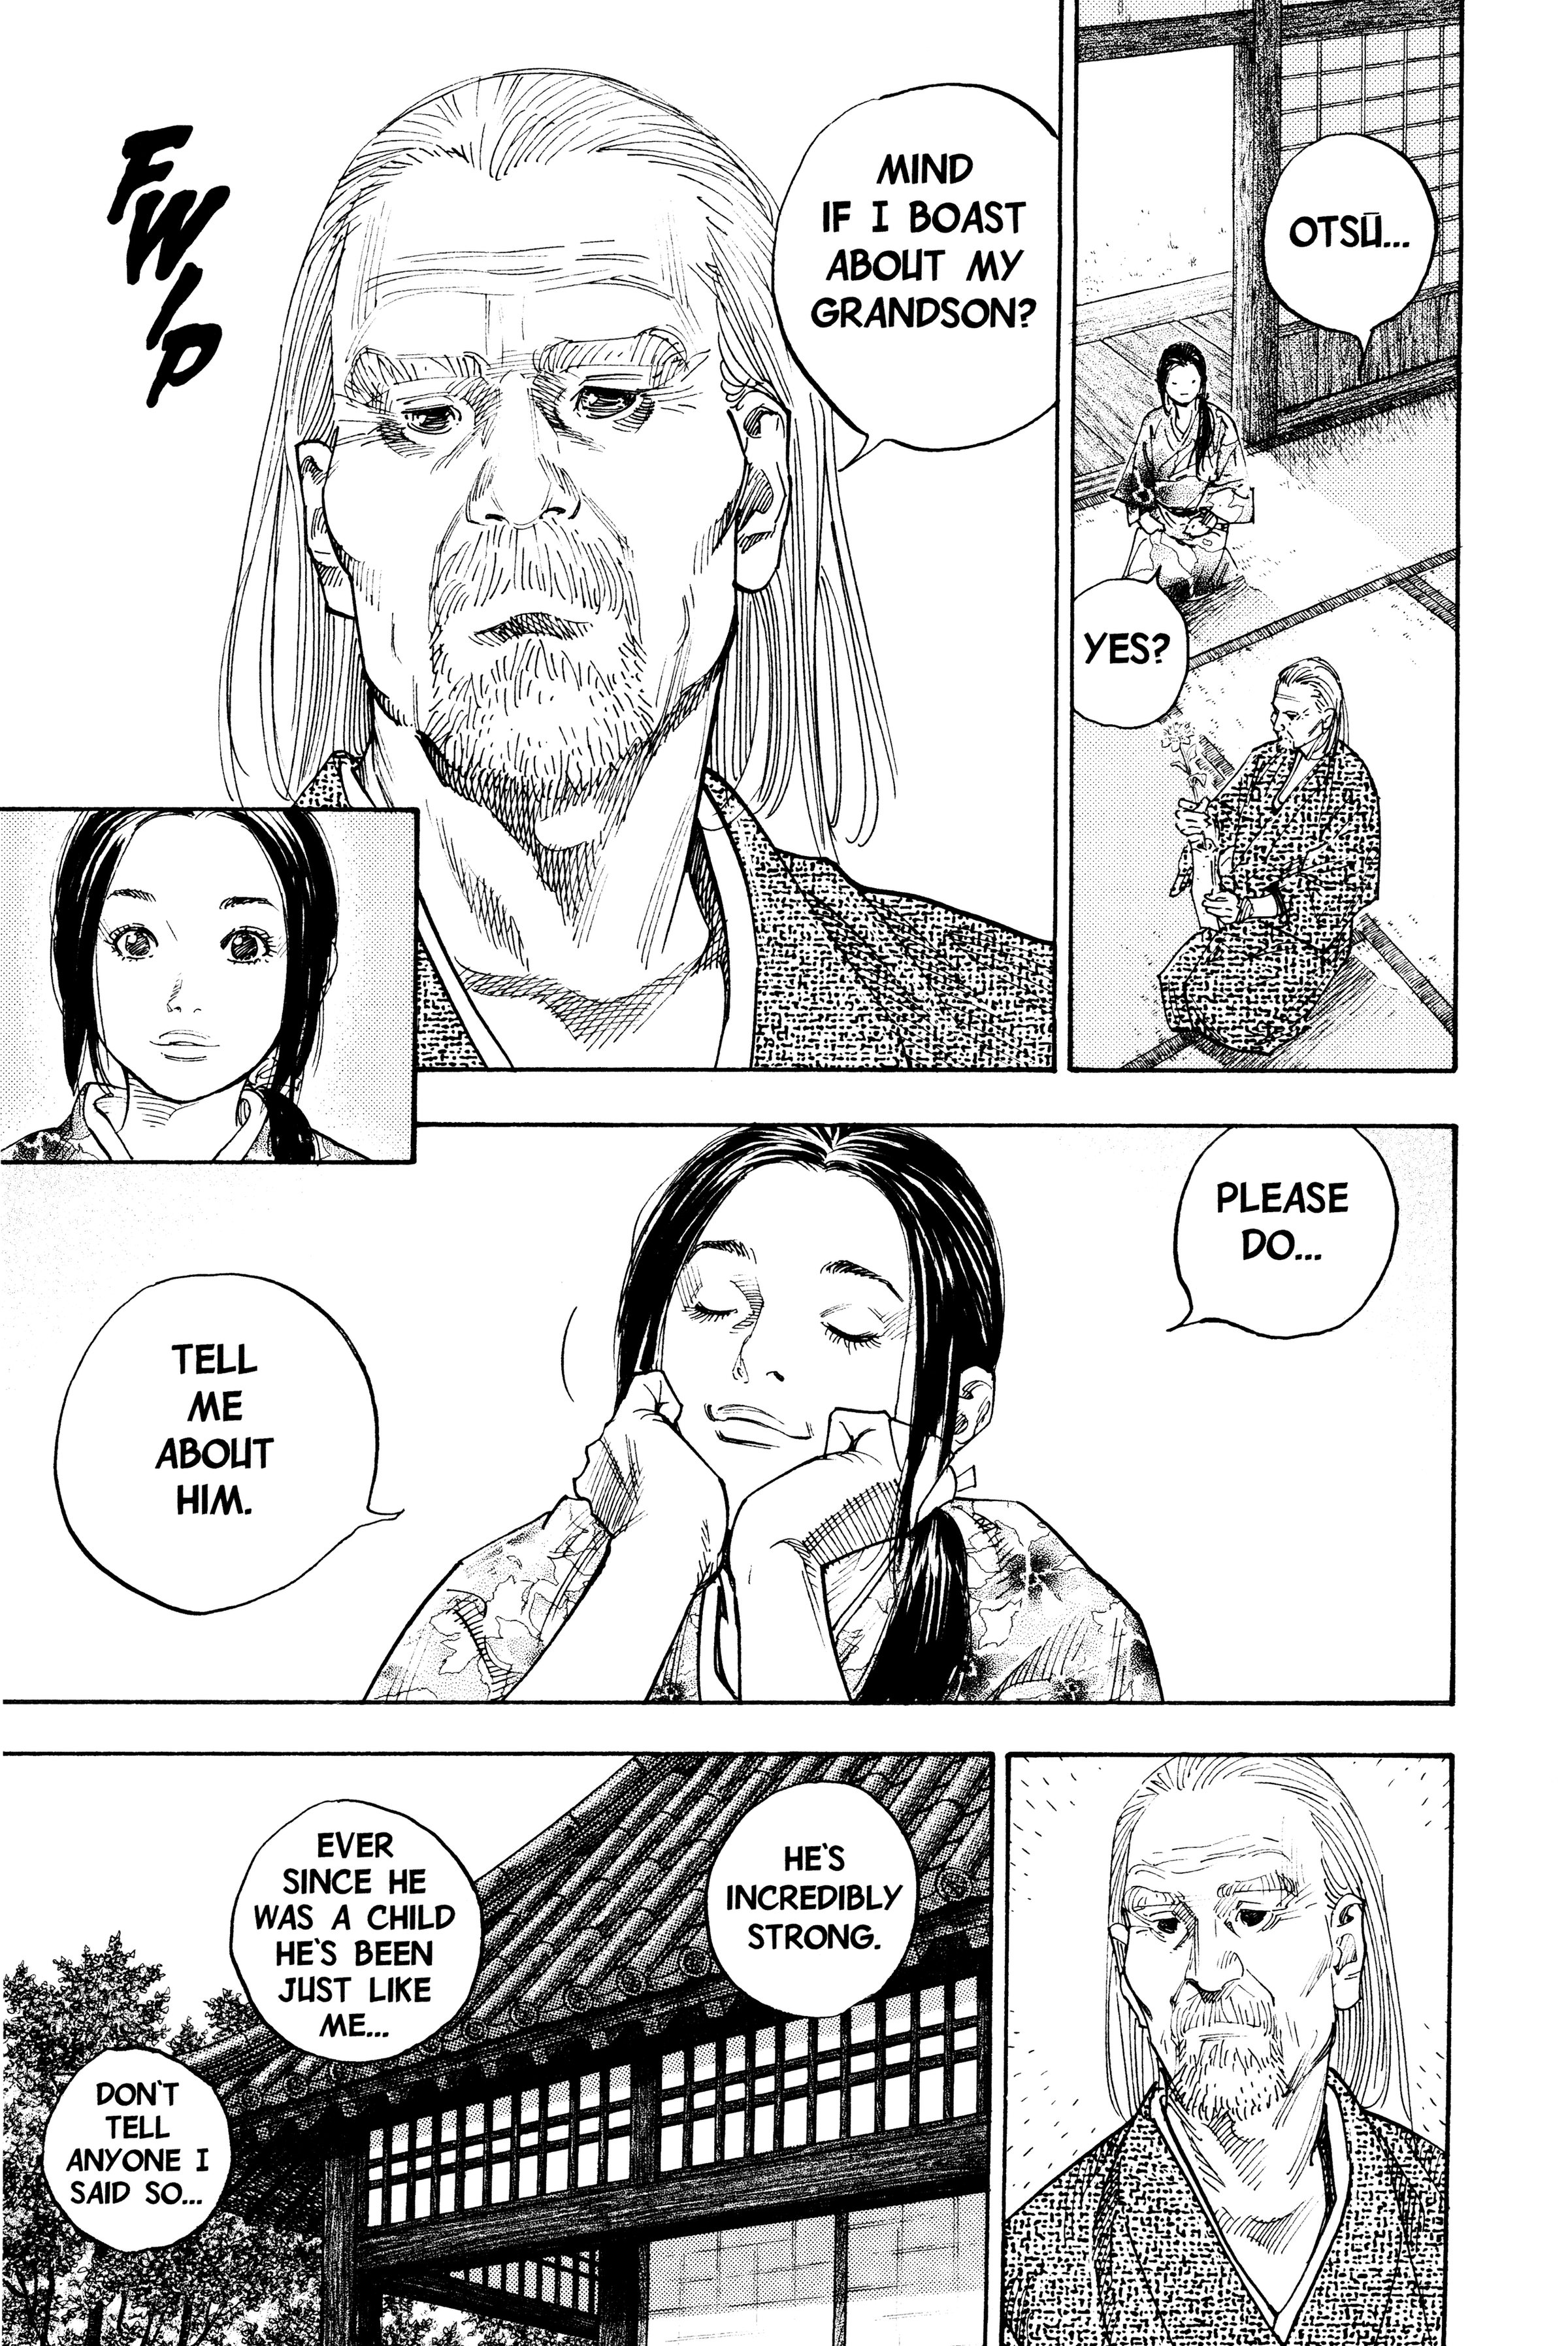 OTSŪ...
YES?
MIND
IF I BOAST
ABOUT MY
GRANDSON?
FWIP
PLEASE
DO...
TELL
ME
ABOUT
HIM.
HE'S
INCREDIBLY
STRONG.
EVER
SINCE HE
WAS A CHILD
HE'S BEEN
JUST LIKE
ME...
DON'T
TELL
ANYONE I
SAID SO...